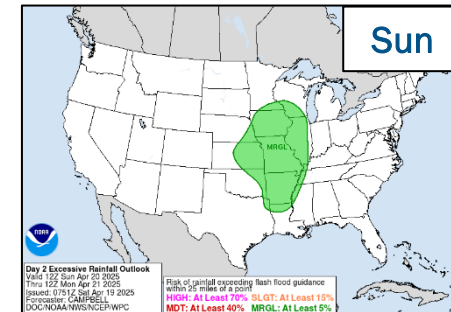 Sun
MRGL
NOAA
Day 2 Excessive Rainfall Outlook
Valid 12Z Sun Apr 20 2025
Thru 12Z Mon Apr 21 2025
Issued: 0751Z Sat Apr 19 2025
Forecaster: CAMPBELL
DOC/NOAA/NWS/NCEP/WPC
Risk of rainfall exceeding flash flood guidance
within 25 miles of a point
HIGH: At Least 70% SLGT: At Least 15%
MDT: At Least 40% MRGL: At Least 5%